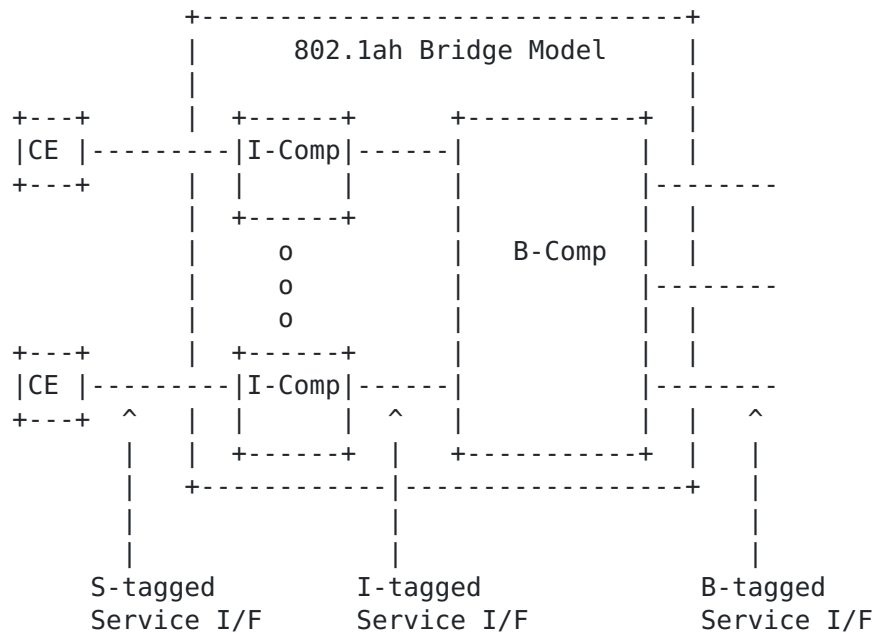 802.1ah Bridge Model
CE
I-Comp
o
B-Comp
o
o
CE
I-Comp
S-tagged I-tagged B-tagged
Service I/F Service I/F Service I/F